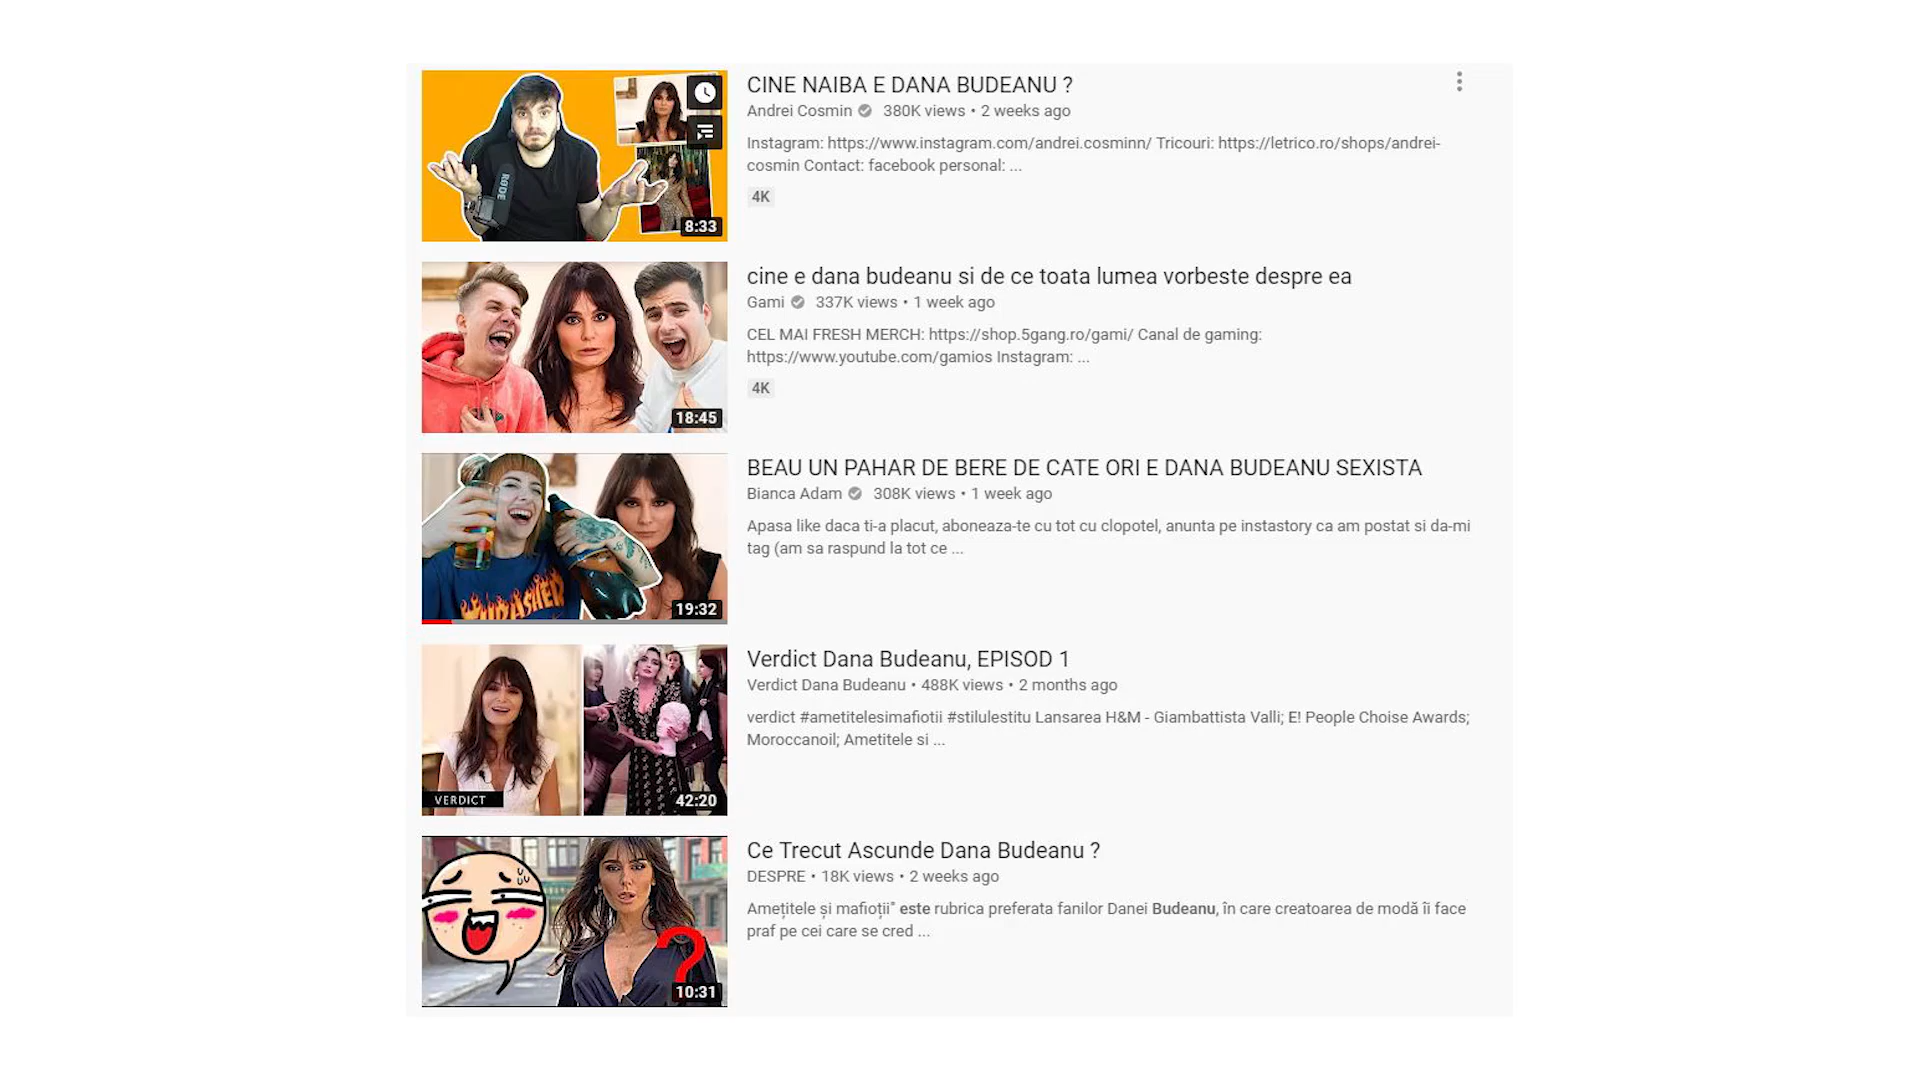 CINE NAIBA E DANA BUDEANU ?
Andrei Cosmin 380K views • 2 weeks ago
Instagram: https://www.instagram.com/andrei.cosminn/ Tricouri: https://letrico.ro/shops/andrei-
cosmin Contact: facebook personal: ...
4K
RØDE
8:33
cine e dana budeanu si de ce toata lumea vorbeste despre ea
Gami 337K views • 1 week ago
CEL MAI FRESH MERCH: https://shop.5gang.ro/gami/ Canal de gaming:
https://www.youtube.com/gamios Instagram: ...
4K
18:45
BEAU UN PAHAR DE BERE DE CATE ORI E DANA BUDEANU SEXISTA
Bianca Adam 308K views • 1 week ago
Apasa like daca ti-a placut, aboneaza-te cu tot cu clopotel, anunta pe instastory ca am postat si da-mi
tag (am sa raspund la tot ce ...
THRASHER
19:32
Verdict Dana Budeanu, EPISOD 1
Verdict Dana Budeanu • 488K views • 2 months ago
verdict #ametitelesimafiotii #stilulestitu Lansarea H&M - Giambattista Valli; E! People Choise Awards;
Moroccanoil; Ametitele si ...
VERDICT
42:20
Ce Trecut Ascunde Dana Budeanu ?
DESPRE • 18K views • 2 weeks ago
Amețitele și mafioții” este rubrica preferata fanilor Danei Budeanu, în care creatoarea de modă îi face
praf pe cei care se cred ...
?
10:31